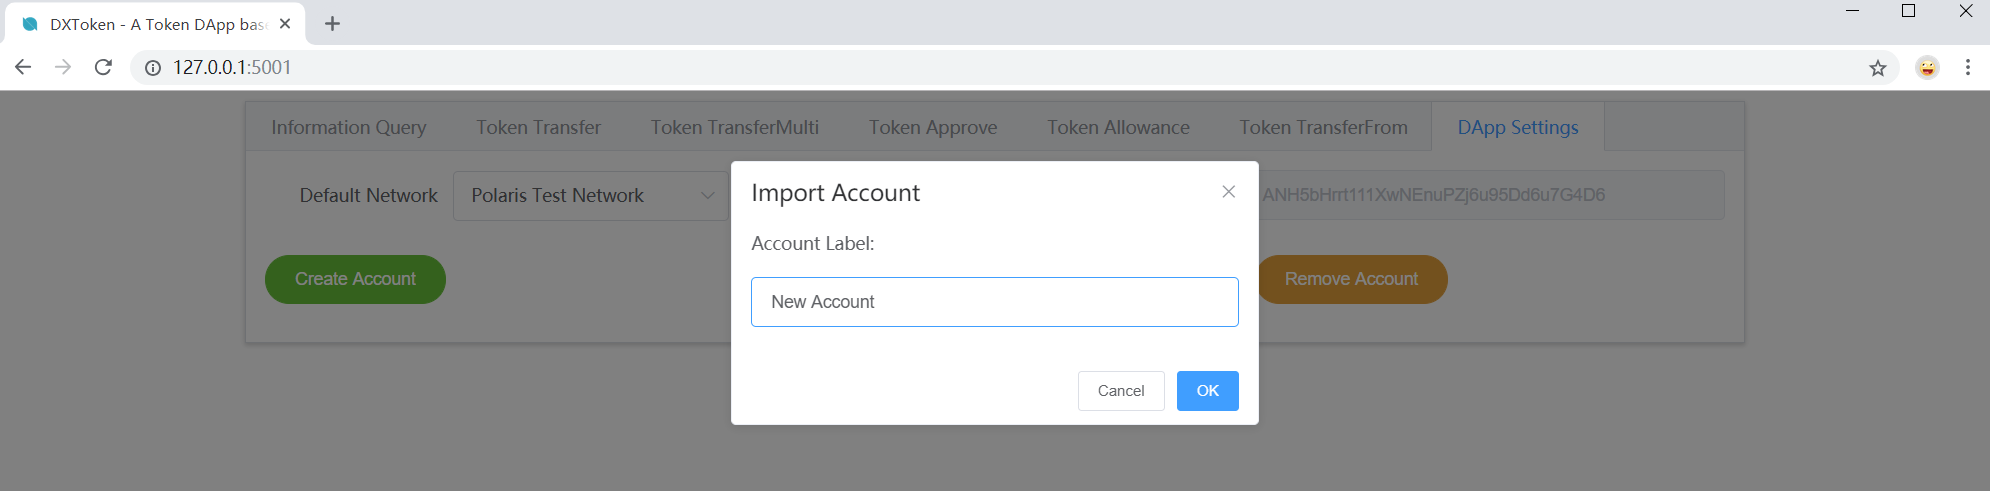 DXToken - A Token DApp bas
127.0.0.1:5001
Information Query Token Transfer Token TransferMulti Token Approve Token Allowance Token TransferFrom DApp Settings
Default Network Polaris Test Network ANH5bHrrt111XwNEnuPZj6u95Dd6u7G4D6
Import Account
Account Label:
Create Account Remove Account
New Account
Cancel OK